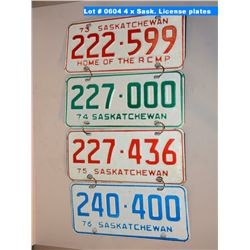 Lot # 0604 4 x Sask. License plates
73 SASKATCHEWAN
222·599
HOME OF THE RCMP
227·000
74 SASKATCHEWAN
227·436
75 SASKATCHEWAN
240·400
76 SASKATCHEWAN